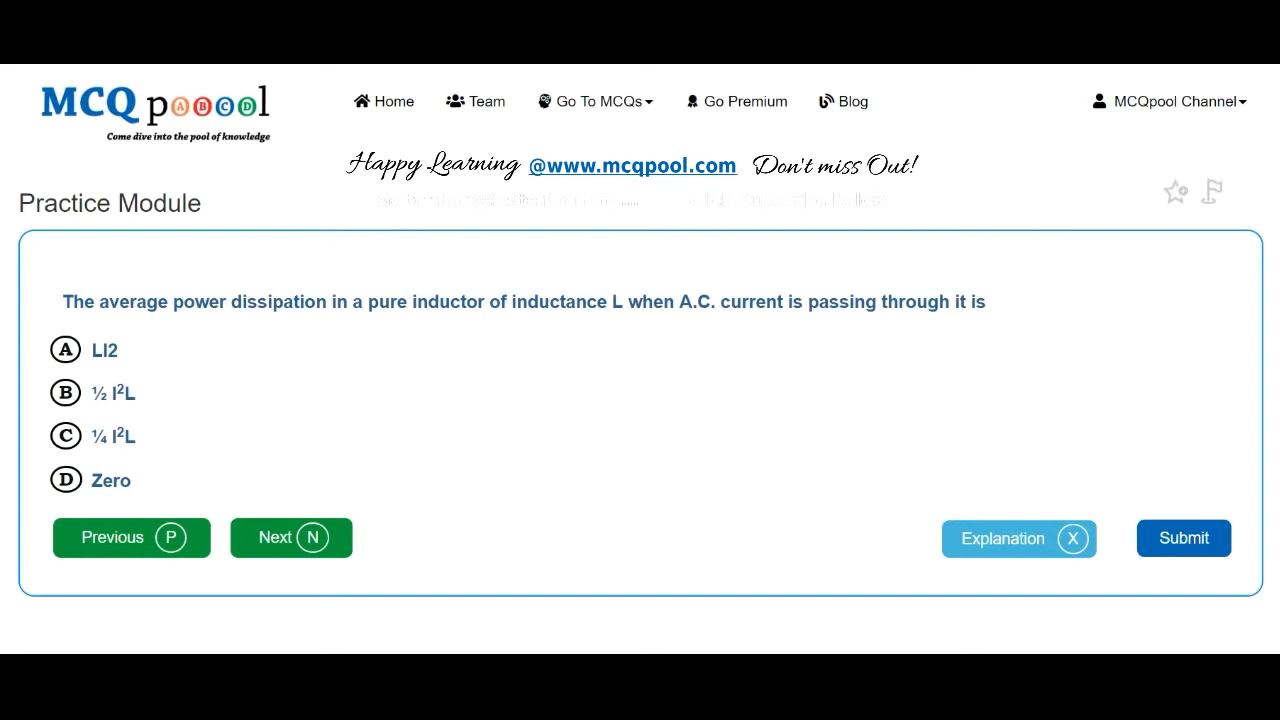 MCQ pooool
Come dive into the pool of knowledge
Home Team Go To MCQs Go Premium Blog MCQpool Channel
Happy Learning @www.mcqpool.com Don't miss Out!
Practice Module
The average power dissipation in a pure inductor of inductance L when A.C. current is passing through it is
A LI2
B ½ I²L
C ¼ I²L
D Zero
Previous P Next N Explanation X Submit